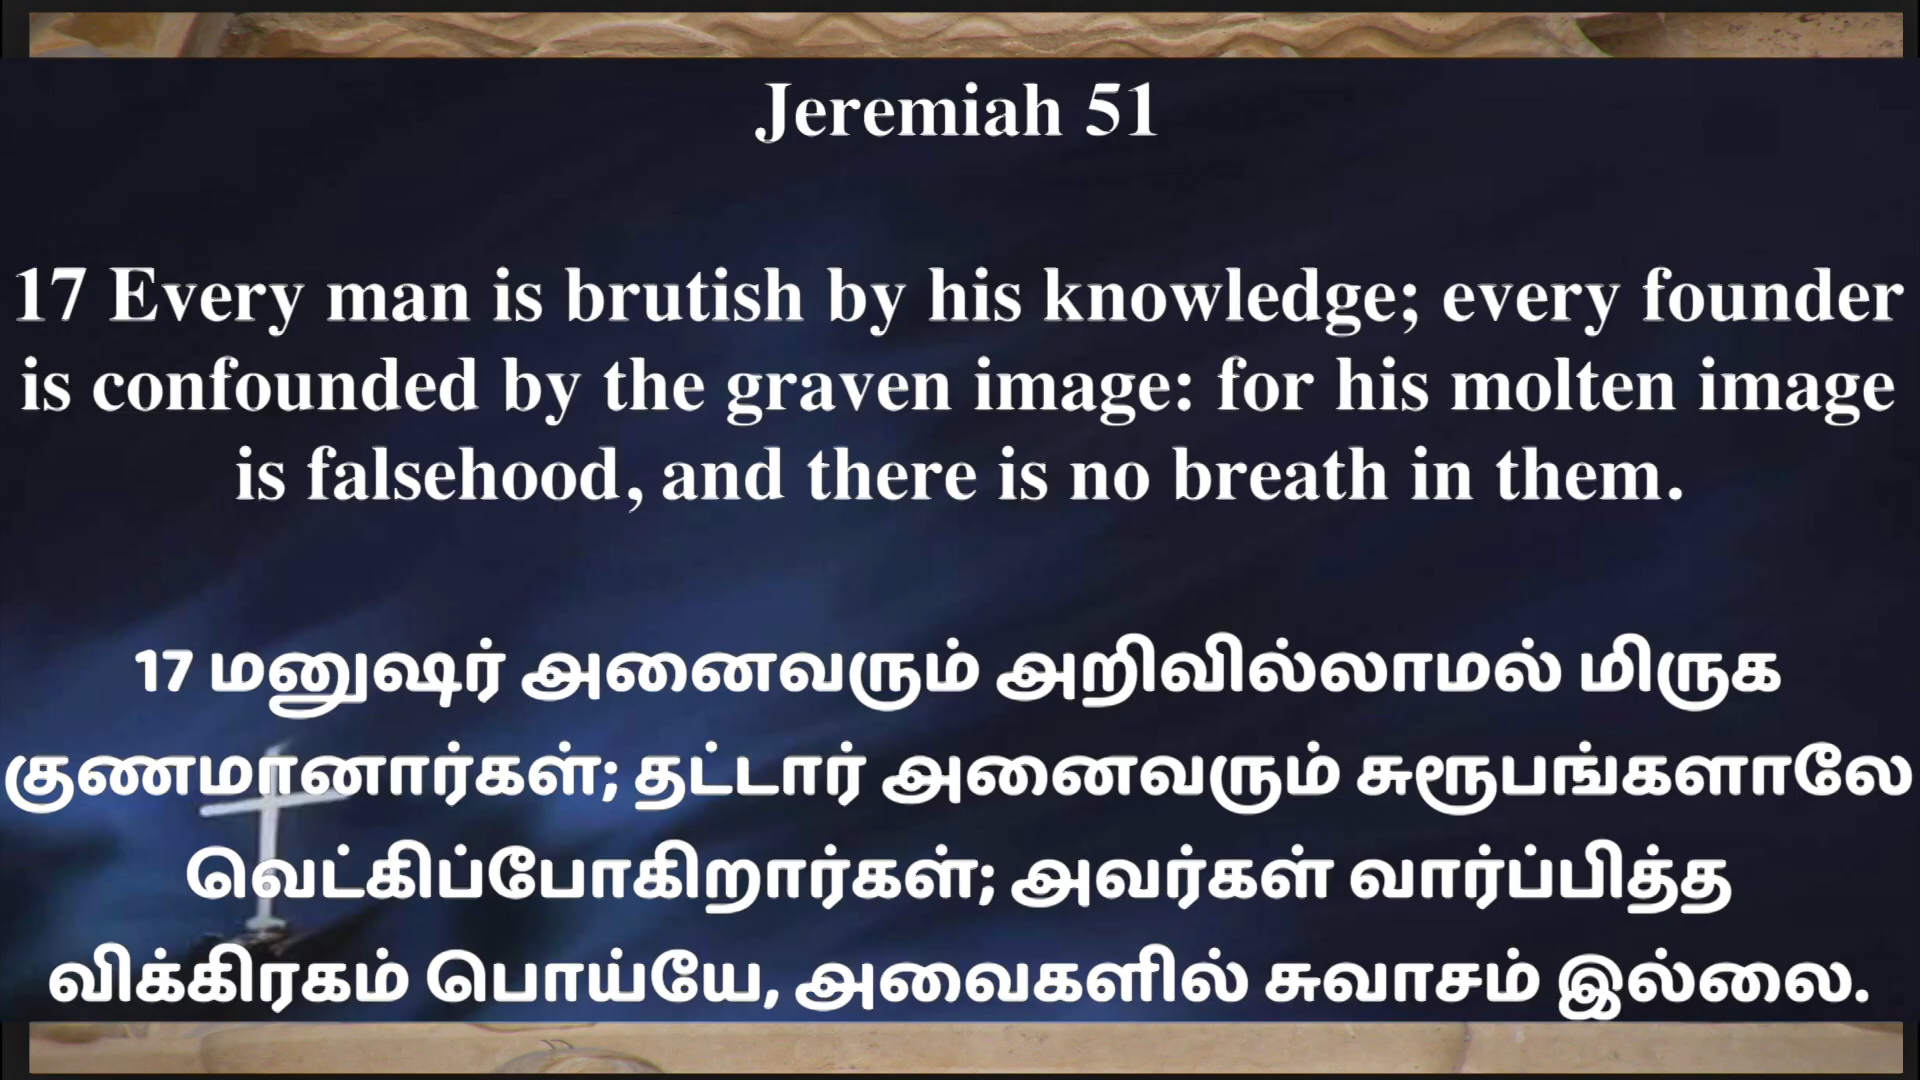 Jeremiah 51
17 Every man is brutish by his knowledge; every founder
is confounded by the graven image: for his molten image
is falsehood, and there is no breath in them.
17 மனுஷர் அனைவரும் அறிவில்லாமல் மிருக
குணமானார்கள்; தட்டார் அனைவரும் சுரூபங்களாலே
வெட்கிப்போகிறார்கள்; அவர்கள் வார்ப்பித்த
விக்கிரகம் பொய்யே, அவைகளில் சுவாசம் இல்லை.